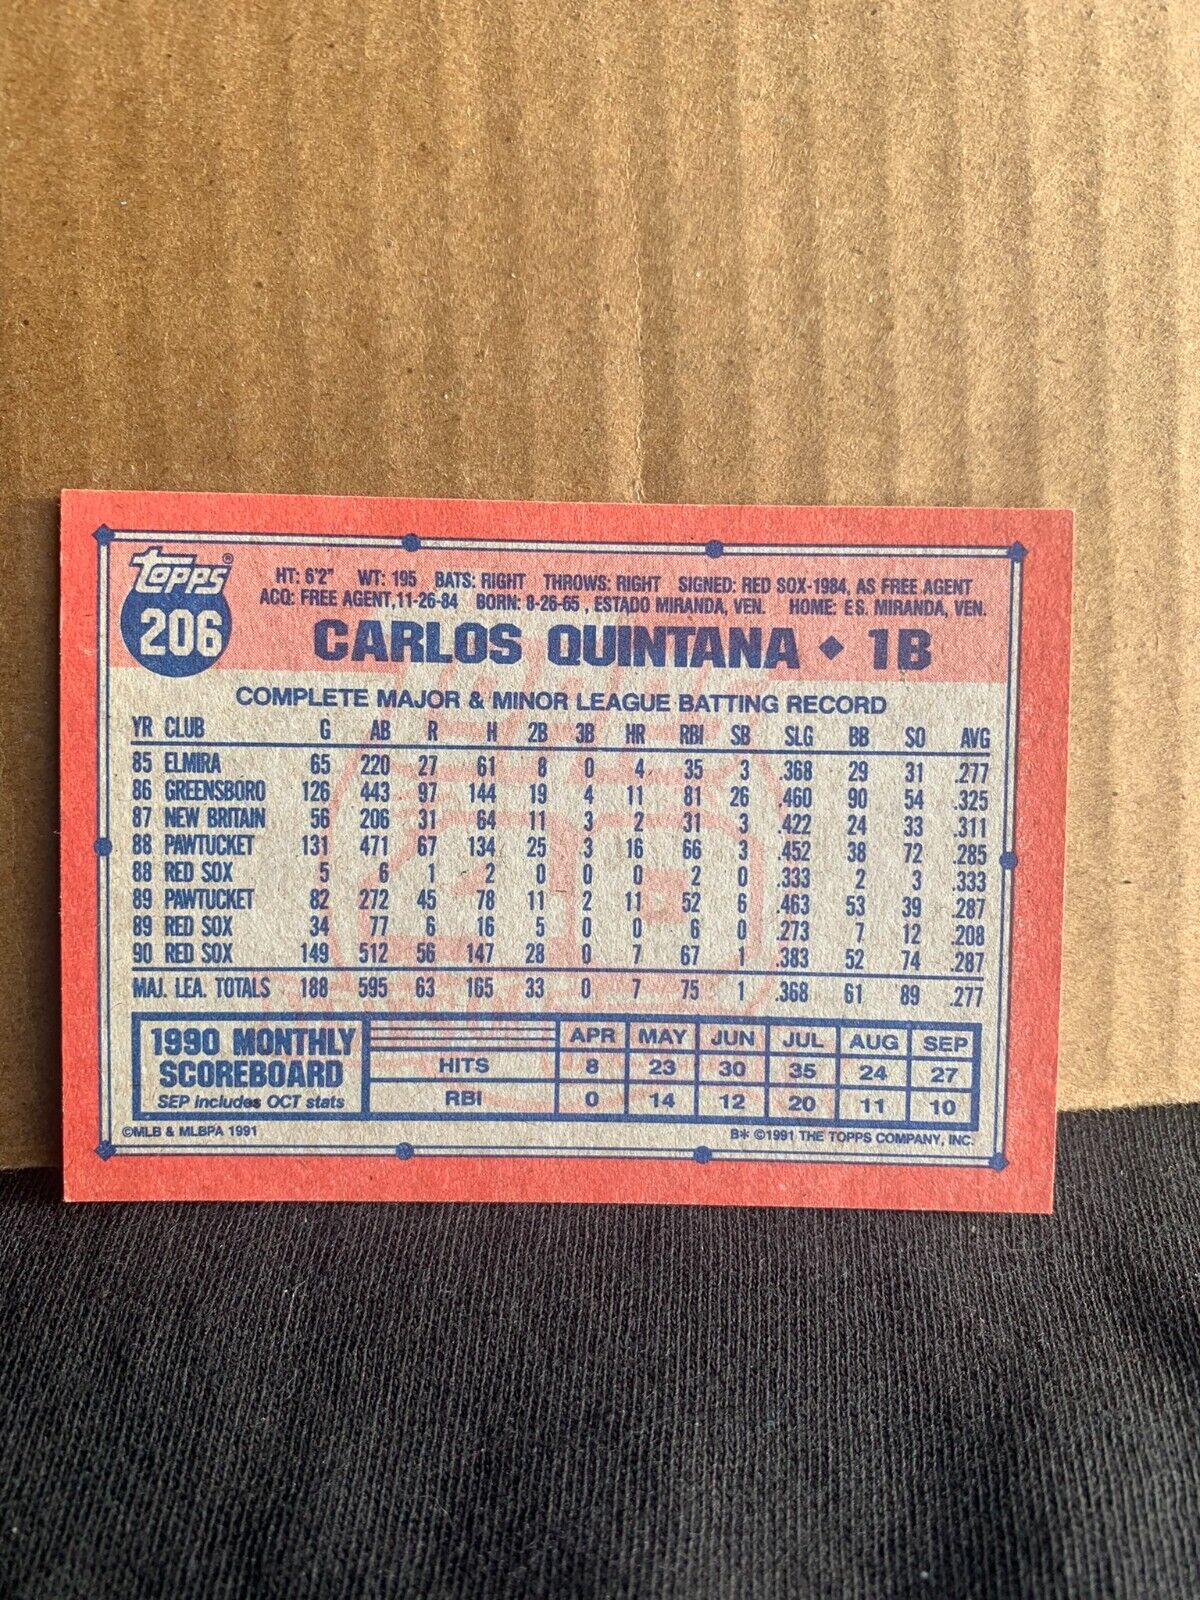 topps®
206
HT: 6'2" WT: 195 BATS: RIGHT THROWS: RIGHT SIGNED: RED SOX-1984, AS FREE AGENT
ACQ: FREE AGENT,11-26-84 BORN: 8-26-65 , ESTADO MIRANDA, VEN. HOME: ES. MIRANDA, VEN.
CARLOS QUINTANA ♦ 1B
COMPLETE MAJOR & MINOR LEAGUE BATTING RECORD
YR CLUB G AB R H 2B 3B HR RBI SB SLG BB SO AVG
85 ELMIRA 65 220 27 61 8 0 4 35 3 .368 29 31 .277
86 GREENSBORO 126 443 97 144 19 4 11 81 26 .460 90 54 .325
87 NEW BRITAIN 56 206 31 64 11 3 2 31 3 .422 24 33 .311
88 PAWTUCKET 131 471 67 134 25 3 16 66 3 .452 38 72 .285
88 RED SOX 5 6 1 2 0 0 0 2 0 .333 2 3 .333
89 PAWTUCKET 82 272 45 78 11 2 11 52 6 .463 53 39 .287
89 RED SOX 34 77 6 16 5 0 0 6 0 .273 7 12 .208
90 RED SOX 149 512 56 147 28 0 7 67 1 .383 52 74 .287
MAJ. LEA. TOTALS 188 595 63 165 33 0 7 75 1 .368 61 89 .277
1990 MONTHLY SCOREBOARD
SEP includes OCT stats
APR MAY JUN JUL AUG SEP
HITS 8 23 30 35 24 27
RBI 0 14 12 20 11 10
©MLB & MLBPA 1991
B* ©1991 THE TOPPS COMPANY, INC.